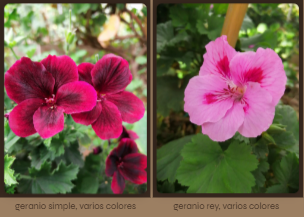 geranio simple, varios colores
geranio rey, varios colores